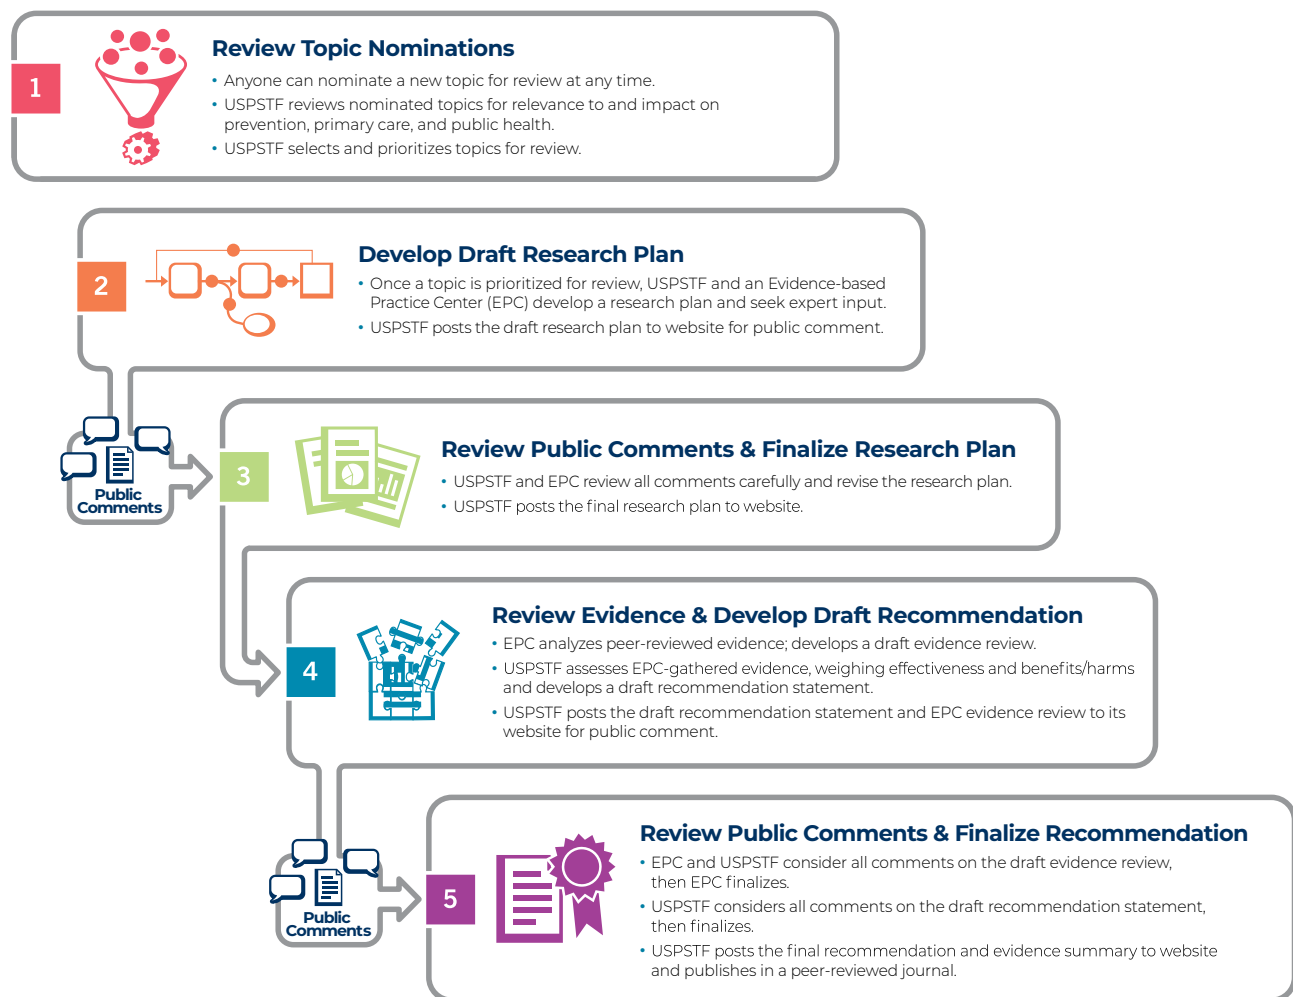 1
Review Topic Nominations
• Anyone can nominate a new topic for review at any time.
• USPSTF reviews nominated topics for relevance to and impact on
prevention, primary care, and public health.
• USPSTF selects and prioritizes topics for review.
2
Develop Draft Research Plan
• Once a topic is prioritized for review, USPSTF and an Evidence-based
Practice Center (EPC) develop a research plan and seek expert input.
• USPSTF posts the draft research plan to website for public comment.
Public
Comments
3
Review Public Comments & Finalize Research Plan
• USPSTF and EPC review all comments carefully and revise the research plan.
• USPSTF posts the final research plan to website.
4
Review Evidence & Develop Draft Recommendation
• EPC analyzes peer-reviewed evidence; develops a draft evidence review.
• USPSTF assesses EPC-gathered evidence, weighing effectiveness and benefits/harms
and develops a draft recommendation statement.
• USPSTF posts the draft recommendation statement and EPC evidence review to its
website for public comment.
Public
Comments
5
Review Public Comments & Finalize Recommendation
• EPC and USPSTF consider all comments on the draft evidence review,
then EPC finalizes.
• USPSTF considers all comments on the draft recommendation statement,
then finalizes.
• USPSTF posts the final recommendation and evidence summary to website
and publishes in a peer-reviewed journal.